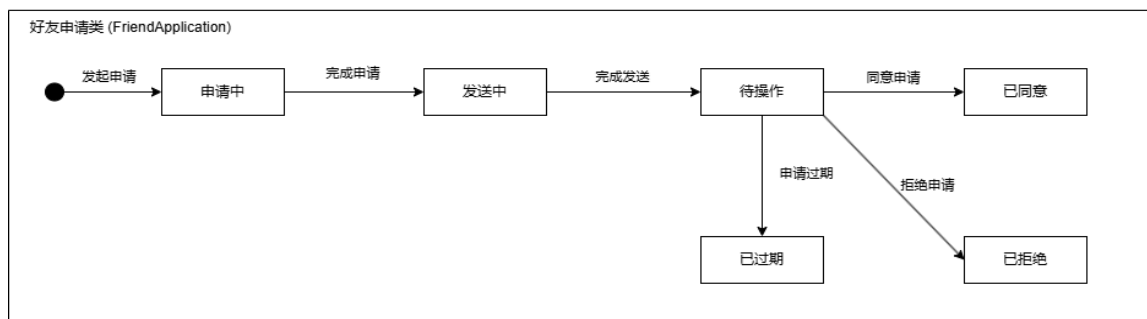 好友申请类 (FriendApplication)
发起申请
申请中
完成申请
发送中
完成发送
待操作
同意申请
已同意
申请过期
拒绝申请
已过期
已拒绝